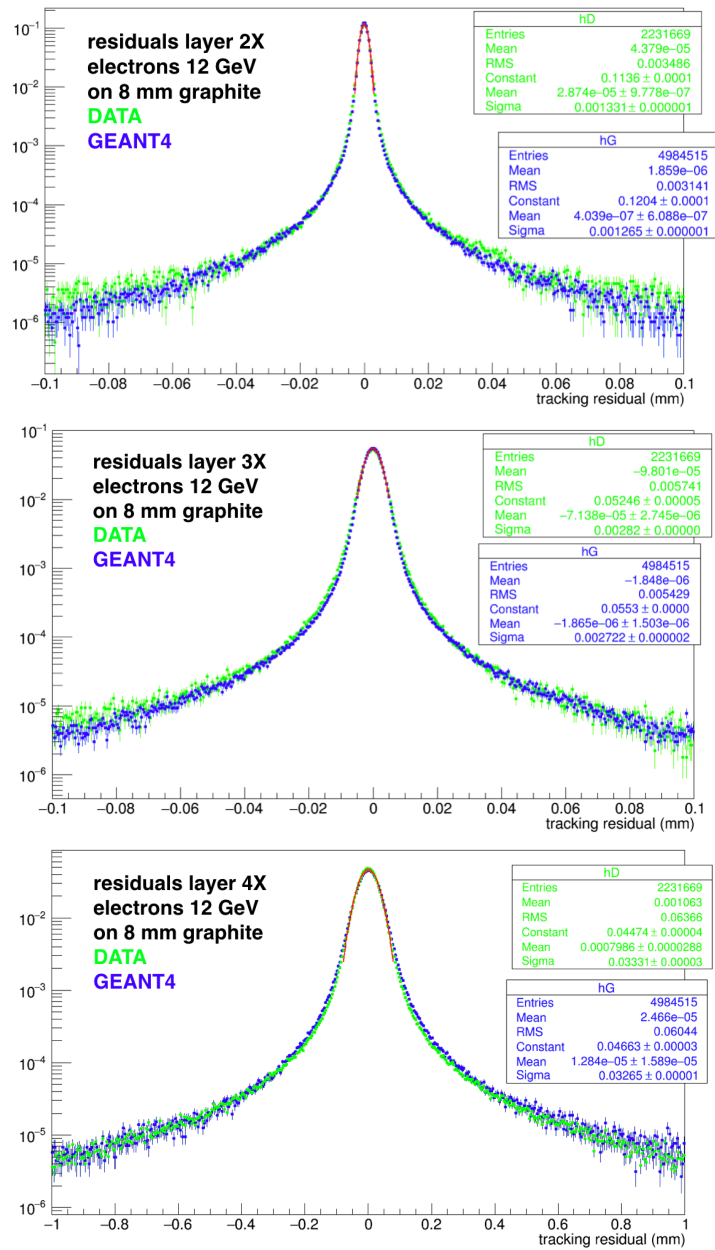 residuals layer 2X
electrons 12 GeV
on 8 mm graphite
DATA
GEANT4
hD
Entries 2231669
Mean 4.379e−05
RMS 0.003486
Constant 0.1136 ± 0.0001
Mean 2.874e−05 ± 9.778e−07
Sigma 0.001331 ± 0.000001
hG
Entries 4984515
Mean 1.859e−06
RMS 0.003141
Constant 0.1204 ± 0.0001
Mean 4.039e−07 ± 6.088e−07
Sigma 0.001265 ± 0.000001
10⁻¹
10⁻²
10⁻³
10⁻⁴
10⁻⁵
10⁻⁶
−0.1 −0.08 −0.06 −0.04 −0.02 0 0.02 0.04 0.06 0.08 0.1
tracking residual (mm)
residuals layer 3X
electrons 12 GeV
on 8 mm graphite
DATA
GEANT4
hD
Entries 2231669
Mean −9.801e−05
RMS 0.005741
Constant 0.05246 ± 0.00005
Mean −7.138e−05 ± 2.745e−06
Sigma 0.00282 ± 0.00000
hG
Entries 4984515
Mean −1.848e−06
RMS 0.005429
Constant 0.0553 ± 0.0000
Mean −1.865e−06 ± 1.503e−06
Sigma 0.002722 ± 0.000002
10⁻¹
10⁻²
10⁻³
10⁻⁴
10⁻⁵
10⁻⁶
−0.1 −0.08 −0.06 −0.04 −0.02 0 0.02 0.04 0.06 0.08 0.1
tracking residual (mm)
residuals layer 4X
electrons 12 GeV
on 8 mm graphite
DATA
GEANT4
hD
Entries 2231669
Mean 0.001063
RMS 0.06366
Constant 0.04474 ± 0.00004
Mean 0.0007986 ± 0.0000288
Sigma 0.03331 ± 0.00003
hG
Entries 4984515
Mean 2.466e−05
RMS 0.06044
Constant 0.04663 ± 0.00003
Mean 1.284e−05 ± 1.589e−05
Sigma 0.03265 ± 0.00001
10⁻²
10⁻³
10⁻⁴
10⁻⁵
10⁻⁶
−1 −0.8 −0.6 −0.4 −0.2 0 0.2 0.4 0.6 0.8 1
tracking residual (mm)